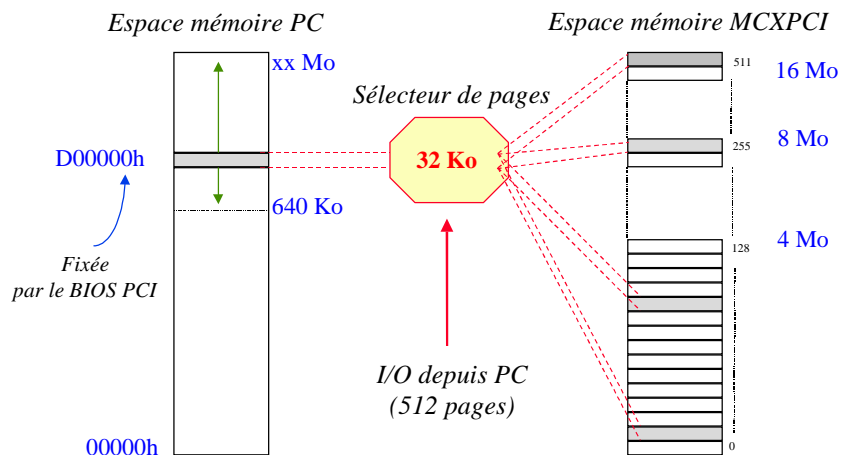 Espace mémoire PC
Espace mémoire MCXPCI
xx Mo
511
16 Mo
Sélecteur de pages
D00000h
32 Ko
255
8 Mo
640 Ko
128
4 Mo
Fixée
par le BIOS PCI
I/O depuis PC
(512 pages)
00000h
0